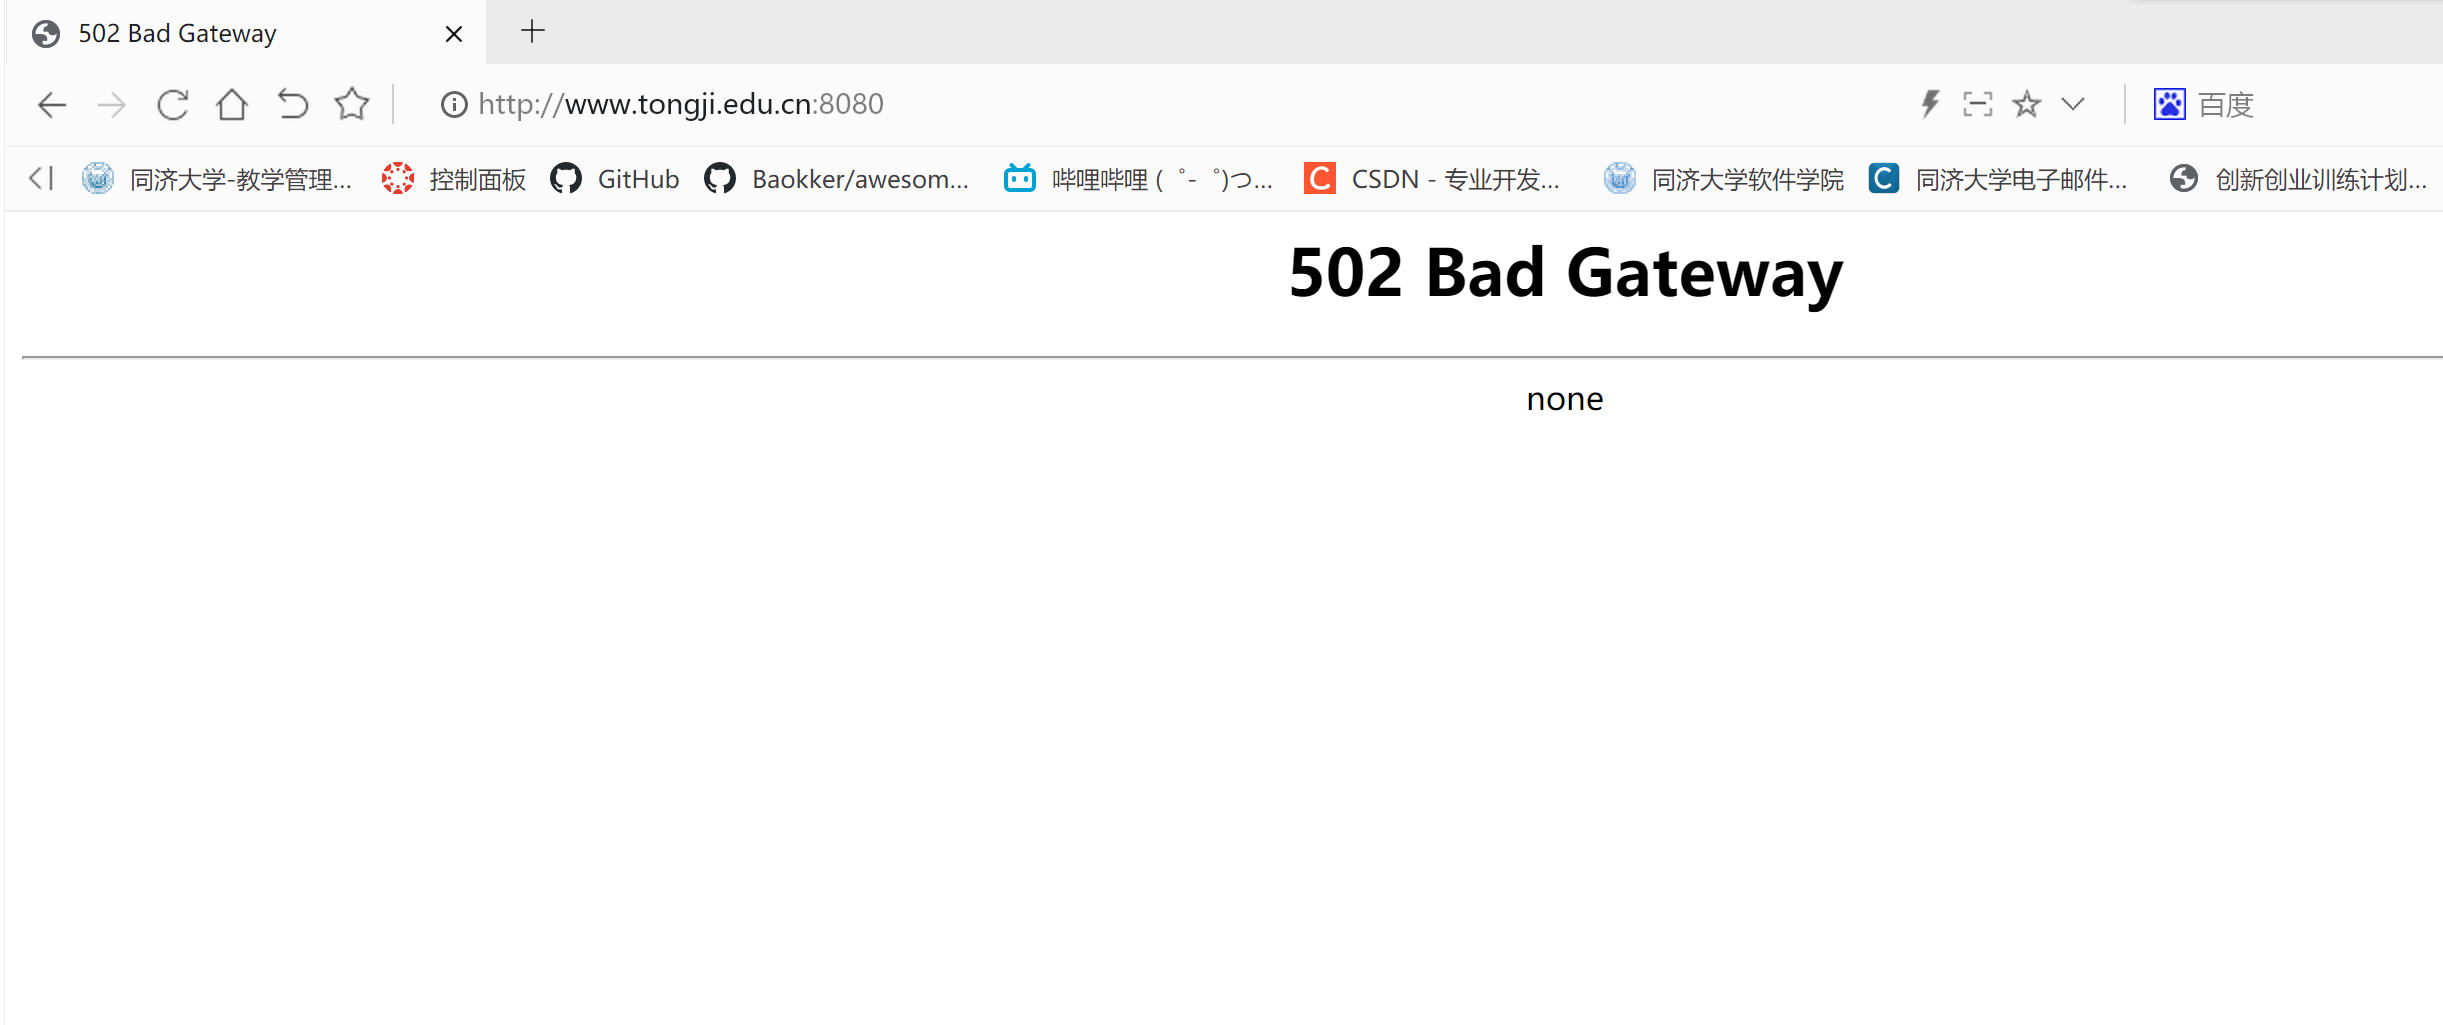 502 Bad Gateway
http://www.tongji.edu.cn:8080
百度
同济大学-教学管理...
控制面板
GitHub
Baokker/awesom...
哔哩哔哩 (゜-゜)つ...
CSDN - 专业开发...
同济大学软件学院
同济大学电子邮件...
创新创业训练计划...
502 Bad Gateway
none